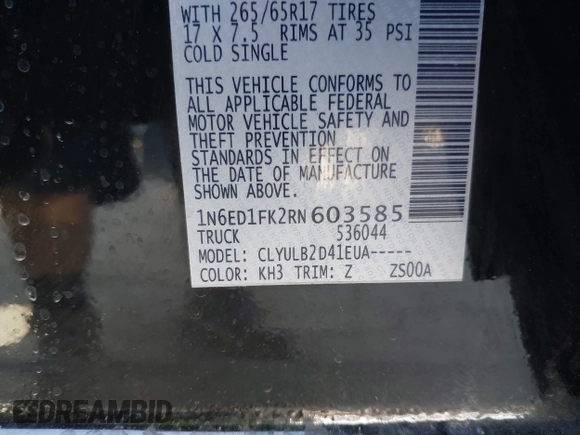 WITH 265/65R17 TIRES
17 X 7.5 RIMS AT 35 PSI
COLD SINGLE
THIS VEHICLE CONFORMS TO
ALL APPLICABLE FEDERAL
MOTOR VEHICLE SAFETY AND
THEFT PREVENTION
STANDARDS IN EFFECT ON
THE DATE OF MANUFACTURE
SHOWN ABOVE.
1N6ED1FK2RN603585
TRUCK 536044
MODEL: CLYULB2D41EUA-----
COLOR: KH3 TRIM: Z ZS00A
DREAMBID